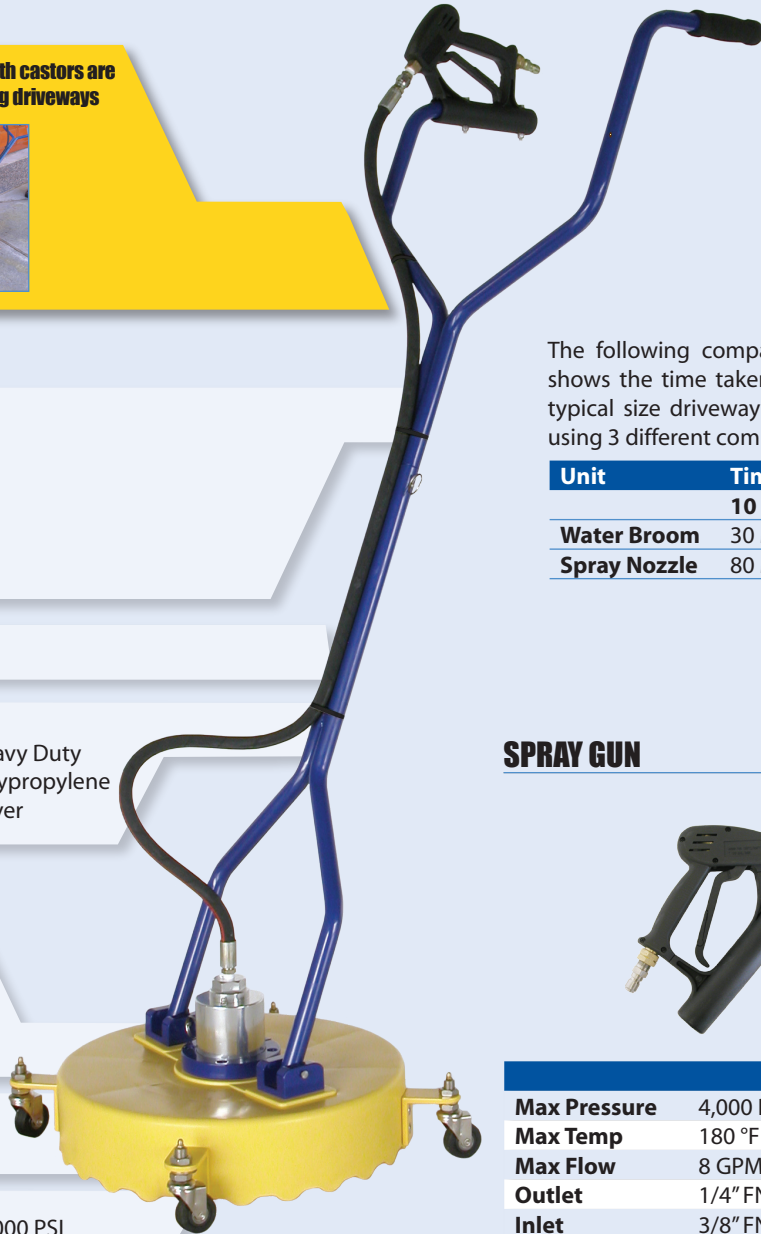 th castors are
g driveways
The following compa
shows the time taken
typical size driveway
using 3 different com
Unit Tim
10
Water Broom 30
Spray Nozzle 80
avy Duty
ypropylene
ver
SPRAY GUN
Max Pressure 4,000
Max Temp 180 °F
Max Flow 8 GPM
Outlet 1/4" FN
Inlet 3/8" FN
000 PSI